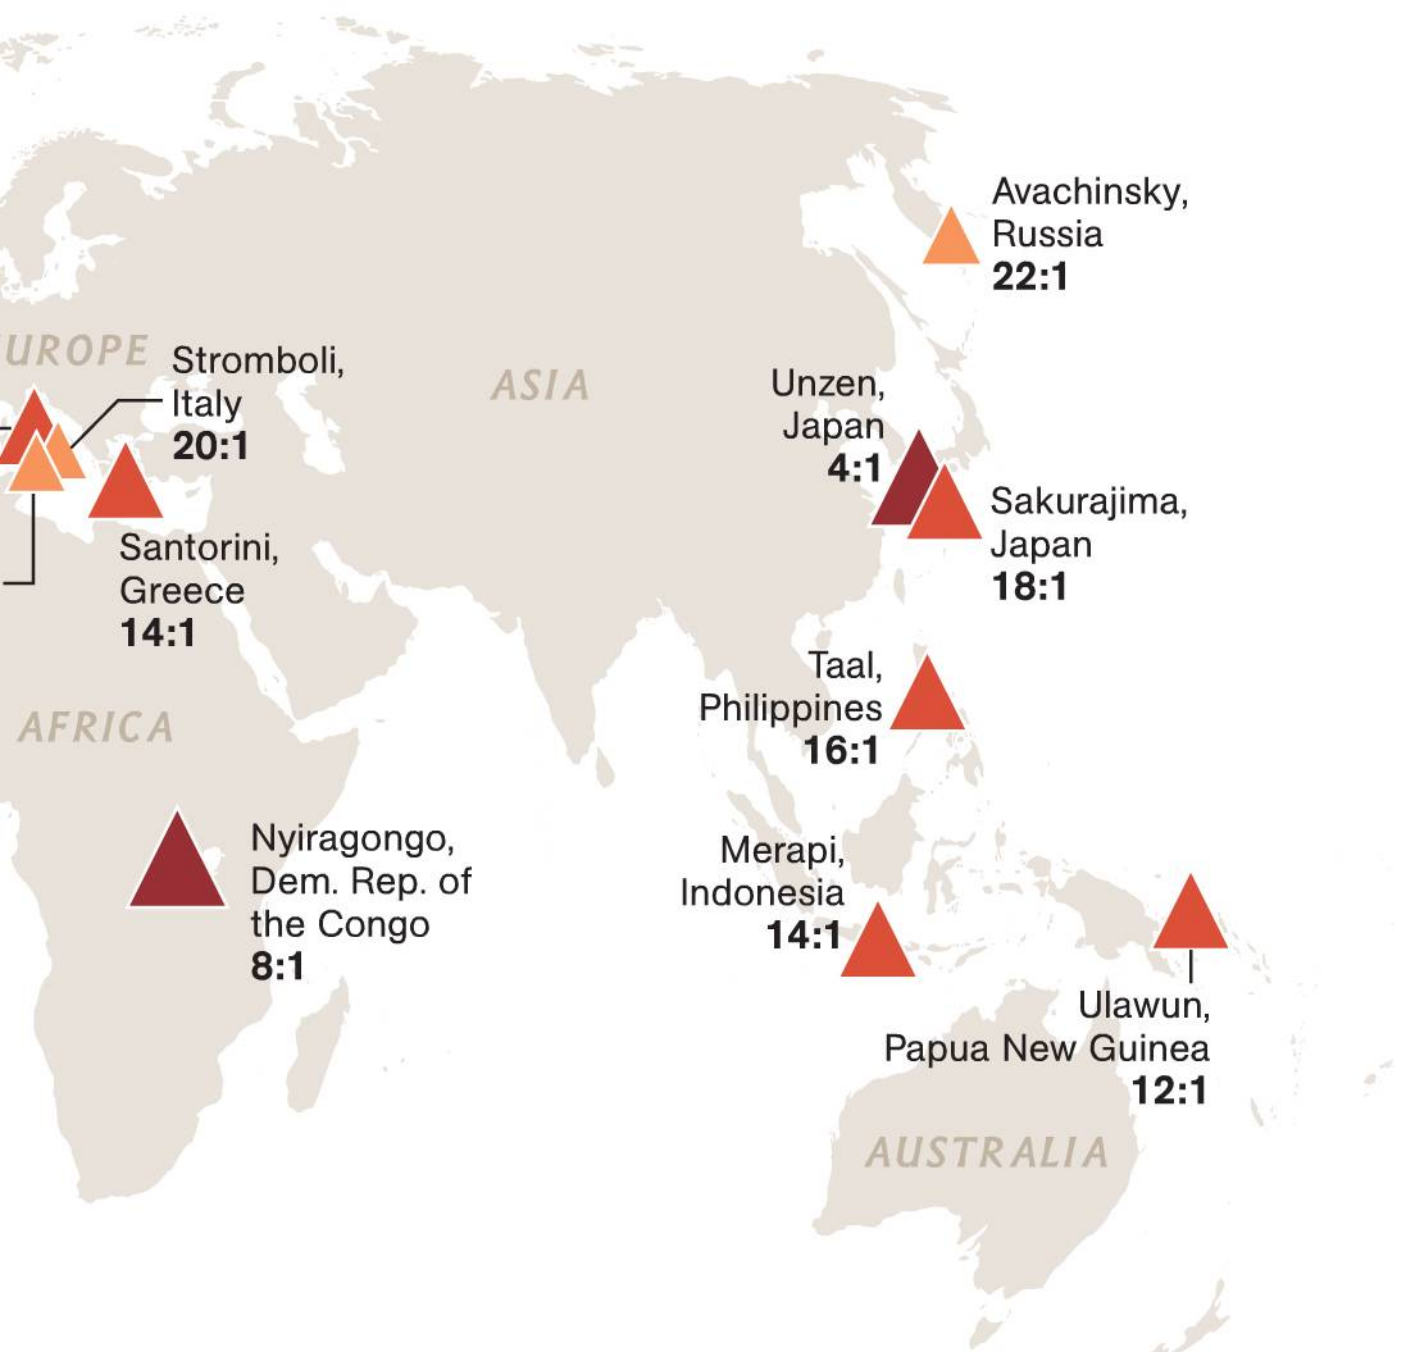 Avachinsky,
Russia
22:1
UROPE
Stromboli,
Italy
20:1
ASIA
Unzen,
Japan
4:1
Sakurajima,
Japan
18:1
Santorini,
Greece
14:1
Taal,
Philippines
16:1
AFRICA
Nyiragongo,
Dem. Rep. of
the Congo
8:1
Merapi,
Indonesia
14:1
Ulawun,
Papua New Guinea
12:1
AUSTRALIA